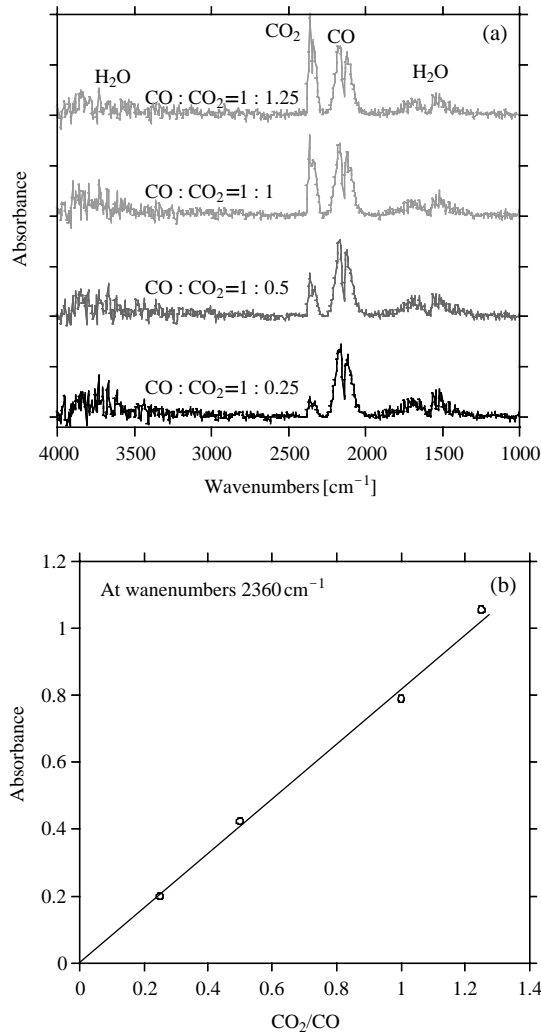 (a)
CO₂
CO
H₂O
H₂O
CO : CO₂=1 : 1.25
CO : CO₂=1 : 1
CO : CO₂=1 : 0.5
CO : CO₂=1 : 0.25
Absorbance
4000 3500 3000 2500 2000 1500 1000
Wavenumbers [cm⁻¹]
(b)
At wanenumbers 2360 cm⁻¹
1.2
1
0.8
0.6
0.4
0.2
0
Absorbance
0 0.2 0.4 0.6 0.8 1 1.2 1.4
CO₂/CO